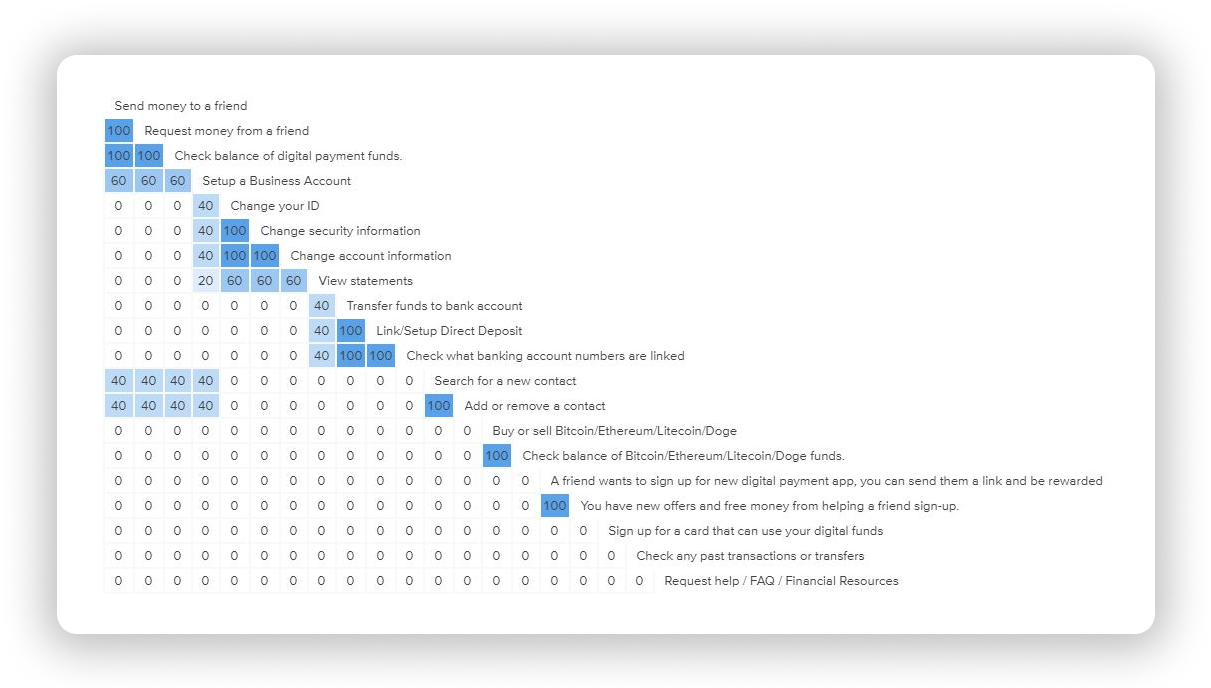 Send money to a friend
100 Request money from a friend
100 100 Check balance of digital payment funds.
60 60 60 Setup a Business Account
0 0 0 40 Change your ID
0 0 0 40 100 Change security information
0 0 0 40 100 100 Change account information
0 0 0 20 60 60 60 View statements
0 0 0 0 0 0 0 40 Transfer funds to bank account
0 0 0 0 0 0 0 40 100 Link/Setup Direct Deposit
0 0 0 0 0 0 0 40 100 100 Check what banking account numbers are linked
40 40 40 40 0 0 0 0 0 0 0 Search for a new contact
40 40 40 40 0 0 0 0 0 0 0 100 Add or remove a contact
0 0 0 0 0 0 0 0 0 0 0 0 0 Buy or sell Bitcoin/Ethereum/Litecoin/Doge
0 0 0 0 0 0 0 0 0 0 0 0 0 100 Check balance of Bitcoin/Ethereum/Litecoin/Doge funds.
0 0 0 0 0 0 0 0 0 0 0 0 0 0 0 A friend wants to sign up for new digital payment app, you can send them a link and be rewarded
0 0 0 0 0 0 0 0 0 0 0 0 0 0 0 100 You have new offers and free money from helping a friend sign-up.
0 0 0 0 0 0 0 0 0 0 0 0 0 0 0 0 0 Sign up for a card that can use your digital funds
0 0 0 0 0 0 0 0 0 0 0 0 0 0 0 0 0 0 Check any past transactions or transfers
0 0 0 0 0 0 0 0 0 0 0 0 0 0 0 0 0 0 0 Request help / FAQ / Financial Resources